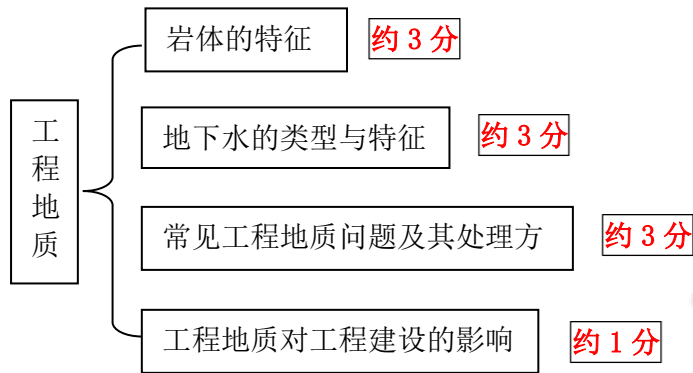 岩体的特征 约3分
工程地质
地下水的类型与特征 约3分
常见工程地质问题及其处理方 约3分
工程地质对工程建设的影响 约1分